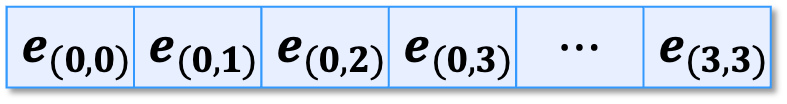 e(0,0) e(0,1) e(0,2) e(0,3) ⋯ e(3,3)